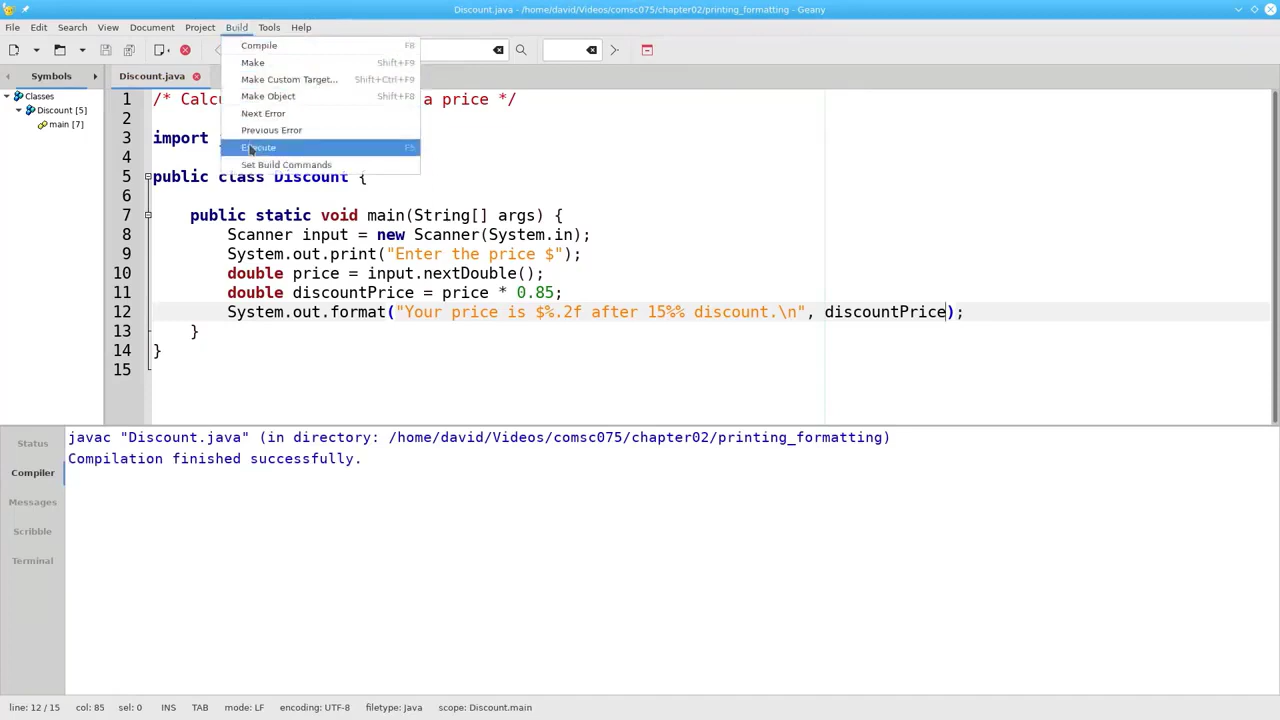 Discount.java - /home/david/Videos/comsc075/chapter02/printing_formatting - Geany
File Edit Search View Document Project Build Tools Help
Symbols
Discount.java
Classes
Discount [5]
main [7]
Compile F8
Make Shift+F9
Make Custom Target... Shift+Ctrl+F9
Make Object Shift+F8
Next Error
Previous Error
Execute F5
Set Build Commands
1 /* Calc a price */
2
3 import
4
5 public class Discount {
6
7 public static void main(String[] args) {
8 Scanner input = new Scanner(System.in);
9 System.out.print("Enter the price $");
10 double price = input.nextDouble();
11 double discountPrice = price * 0.85;
12 System.out.format("Your price is $%.2f after 15%% discount.\n", discountPrice);
13 }
14 }
15
Status
Compiler
Messages
Scribble
Terminal
javac "Discount.java" (in directory: /home/david/Videos/comsc075/chapter02/printing_formatting)
Compilation finished successfully.
line: 12 / 15 col: 85 sel: 0 INS TAB mode: LF encoding: UTF-8 filetype: Java scope: Discount.main